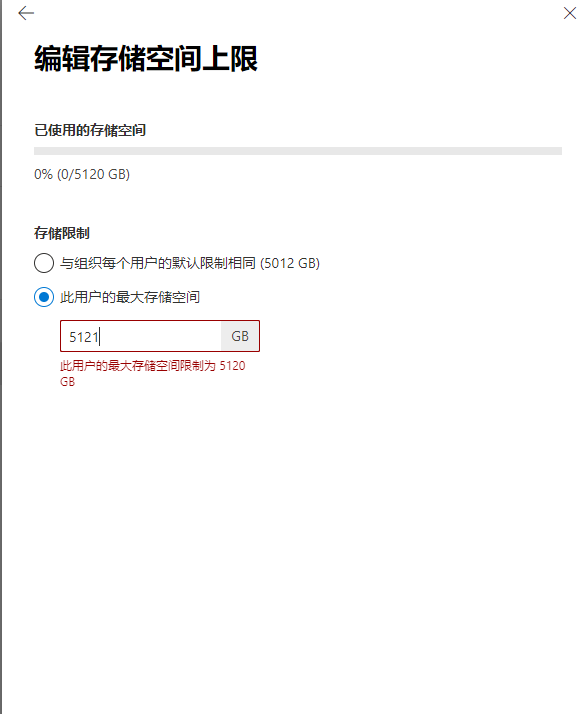 编辑存储空间上限
已使用的存储空间
0% (0/5120 GB)
存储限制
与组织每个用户的默认限制相同 (5012 GB)
此用户的最大存储空间
5121 GB
此用户的最大存储空间限制为 5120
GB